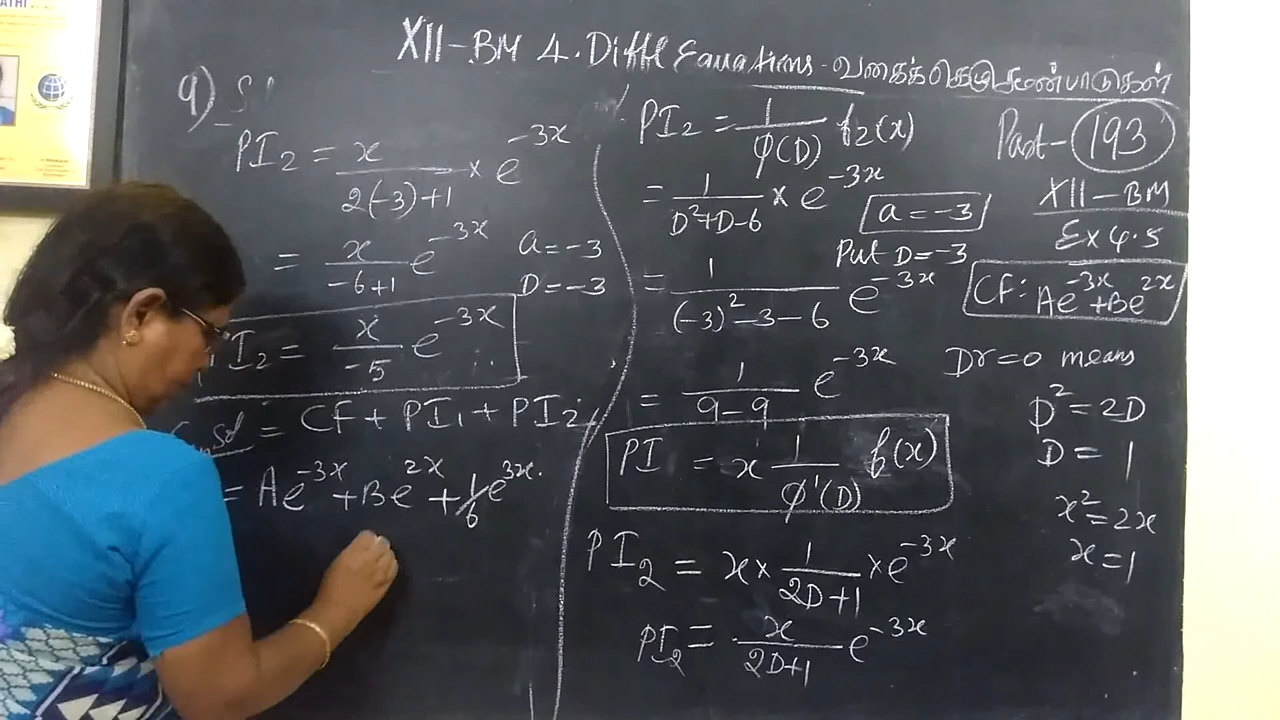 XII-BM 4. Diffl Equations - வகைக்கெழுச்சமன்பாடுகள்
9)
PI₂ = x / 2(-3)+1 × e^-3x
= x / -6+1 e^-3x a = -3
D = -3
I₂ = x / -5 e^-3x
= CF + PI₁ + PI₂
= Ae^-3x + Be^2x + 1/6 e^3x
PI₂ = 1 / φ(D) f₂(x)
= 1 / D²+D-6 × e^-3x a = -3
Put D = -3
= 1 / (-3)²-3-6 e^-3x
= 1 / 9-9 e^-3x
PI = x 1 / φ'(D) f(x)
PI₂ = x × 1 / 2D+1 × e^-3x
PI₂ = x / 2D+1 e^-3x
Part - 193
XII-BM
Ex 4.5
CF: Ae^-3x + Be^2x
Dr = 0 means
D² = 2D
D = 1
x² = 2x
x = 1